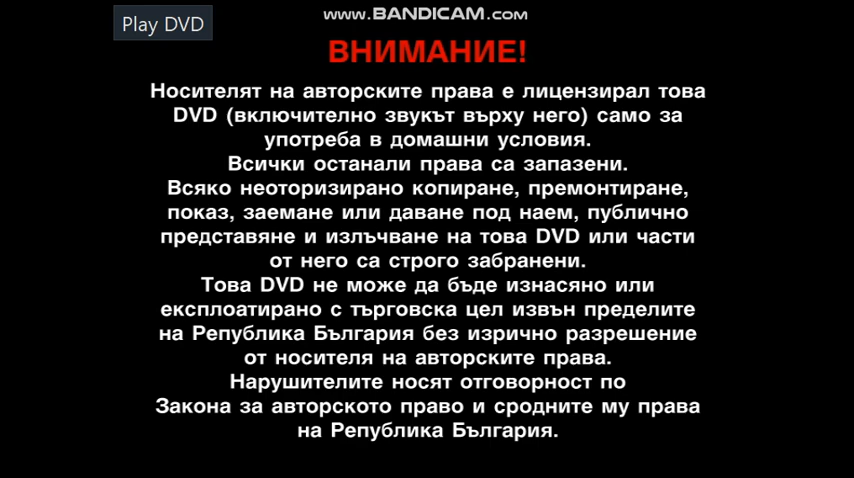 Play DVD
www.BANDICAM.com
ВНИМАНИЕ!
Носителят на авторските права е лицензирал това
DVD (включително звукът върху него) само за
употреба в домашни условия.
Всички останали права са запазени.
Всяко неоторизирано копиране, премонтиране,
показ, заемане или даване под наем, публично
представяне и излъчване на това DVD или части
от него са строго забранени.
Това DVD не може да бъде изнасяно или
експлоатирано с търговска цел извън пределите
на Република България без изрично разрешение
от носителя на авторските права.
Нарушителите носят отговорност по
Закона за авторското право и сродните му права
на Република България.